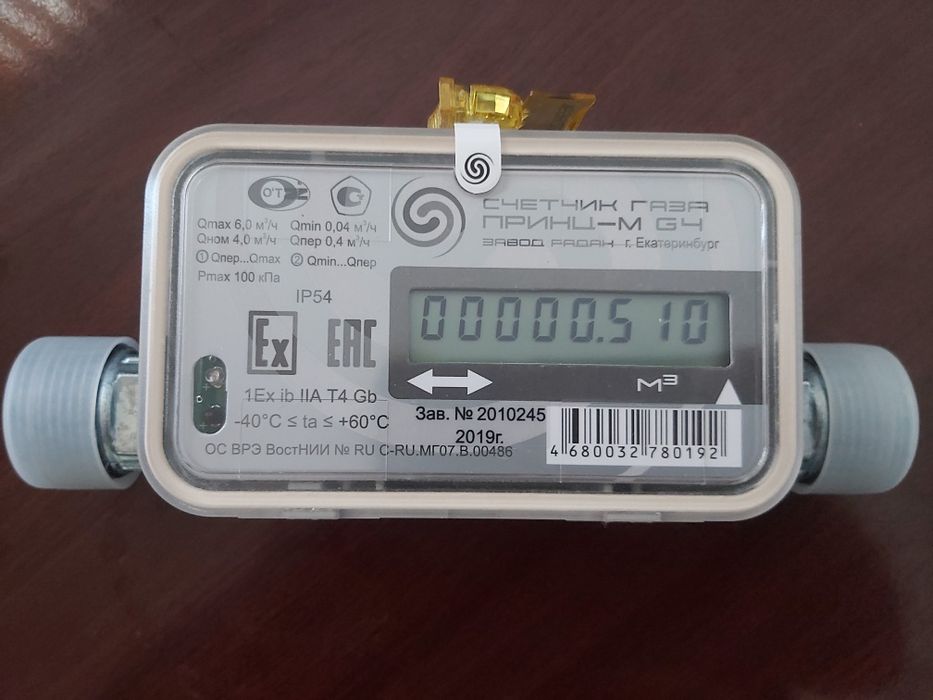 СЧЕТЧИК ГАЗА
ПРИНЦ-М G4
ЗАВОД РАДАН г. Екатеринбург
Qmax 6,0 м³/ч Qmin 0,04 м³/ч
Qном 4,0 м³/ч Qпер 0,4 м³/ч
① Qпер...Qmax ② Qmin...Qпер
Pmax 100 кПа
IP54
Ex EAC
00000.510
м³
1Ex ib IIA T4 Gb
-40°C ≤ ta ≤ +60°C
Зав. № 2010245
2019г.
ОС ВРЭ ВостНИИ № RU C-RU.МГ07.В.00486
4 680032 780192